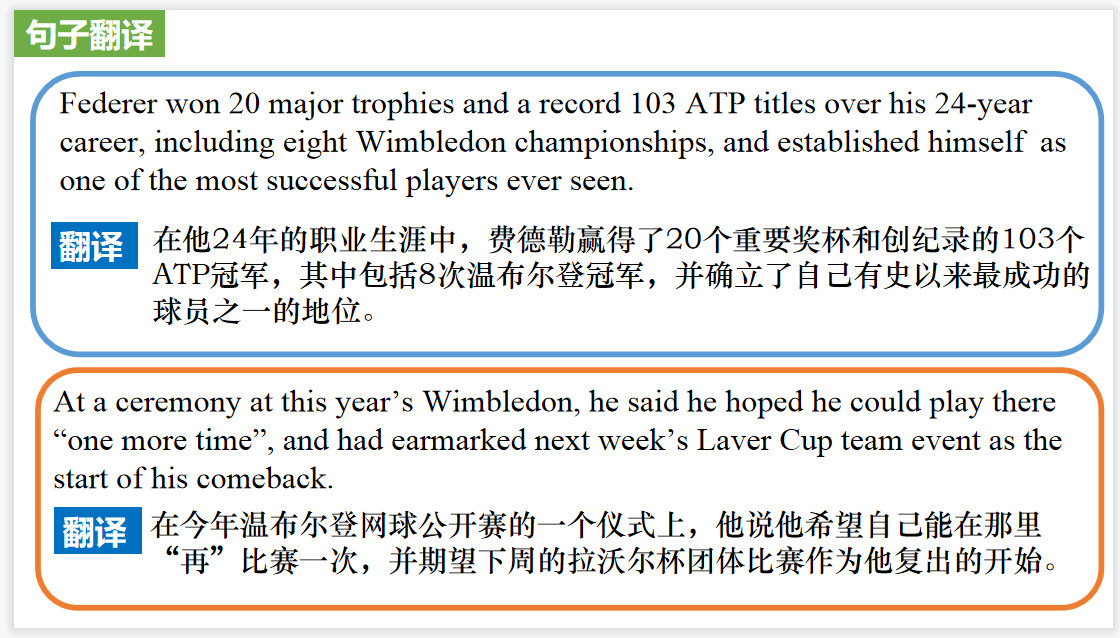 句子翻译
Federer won 20 major trophies and a record 103 ATP titles over his 24-year
career, including eight Wimbledon championships, and established himself as
one of the most successful players ever seen.
翻译 在他24年的职业生涯中，费德勒赢得了20个重要奖杯和创纪录的103个
ATP冠军，其中包括8次温布尔登冠军，并确立了自己有史以来最成功的
球员之一的地位。
At a ceremony at this year’s Wimbledon, he said he hoped he could play there
“one more time”, and had earmarked next week’s Laver Cup team event as the
start of his comeback.
翻译 在今年温布尔登网球公开赛的一个仪式上，他说他希望自己能在那里
“再”比赛一次，并期望下周的拉沃尔杯团体比赛作为他复出的开始。